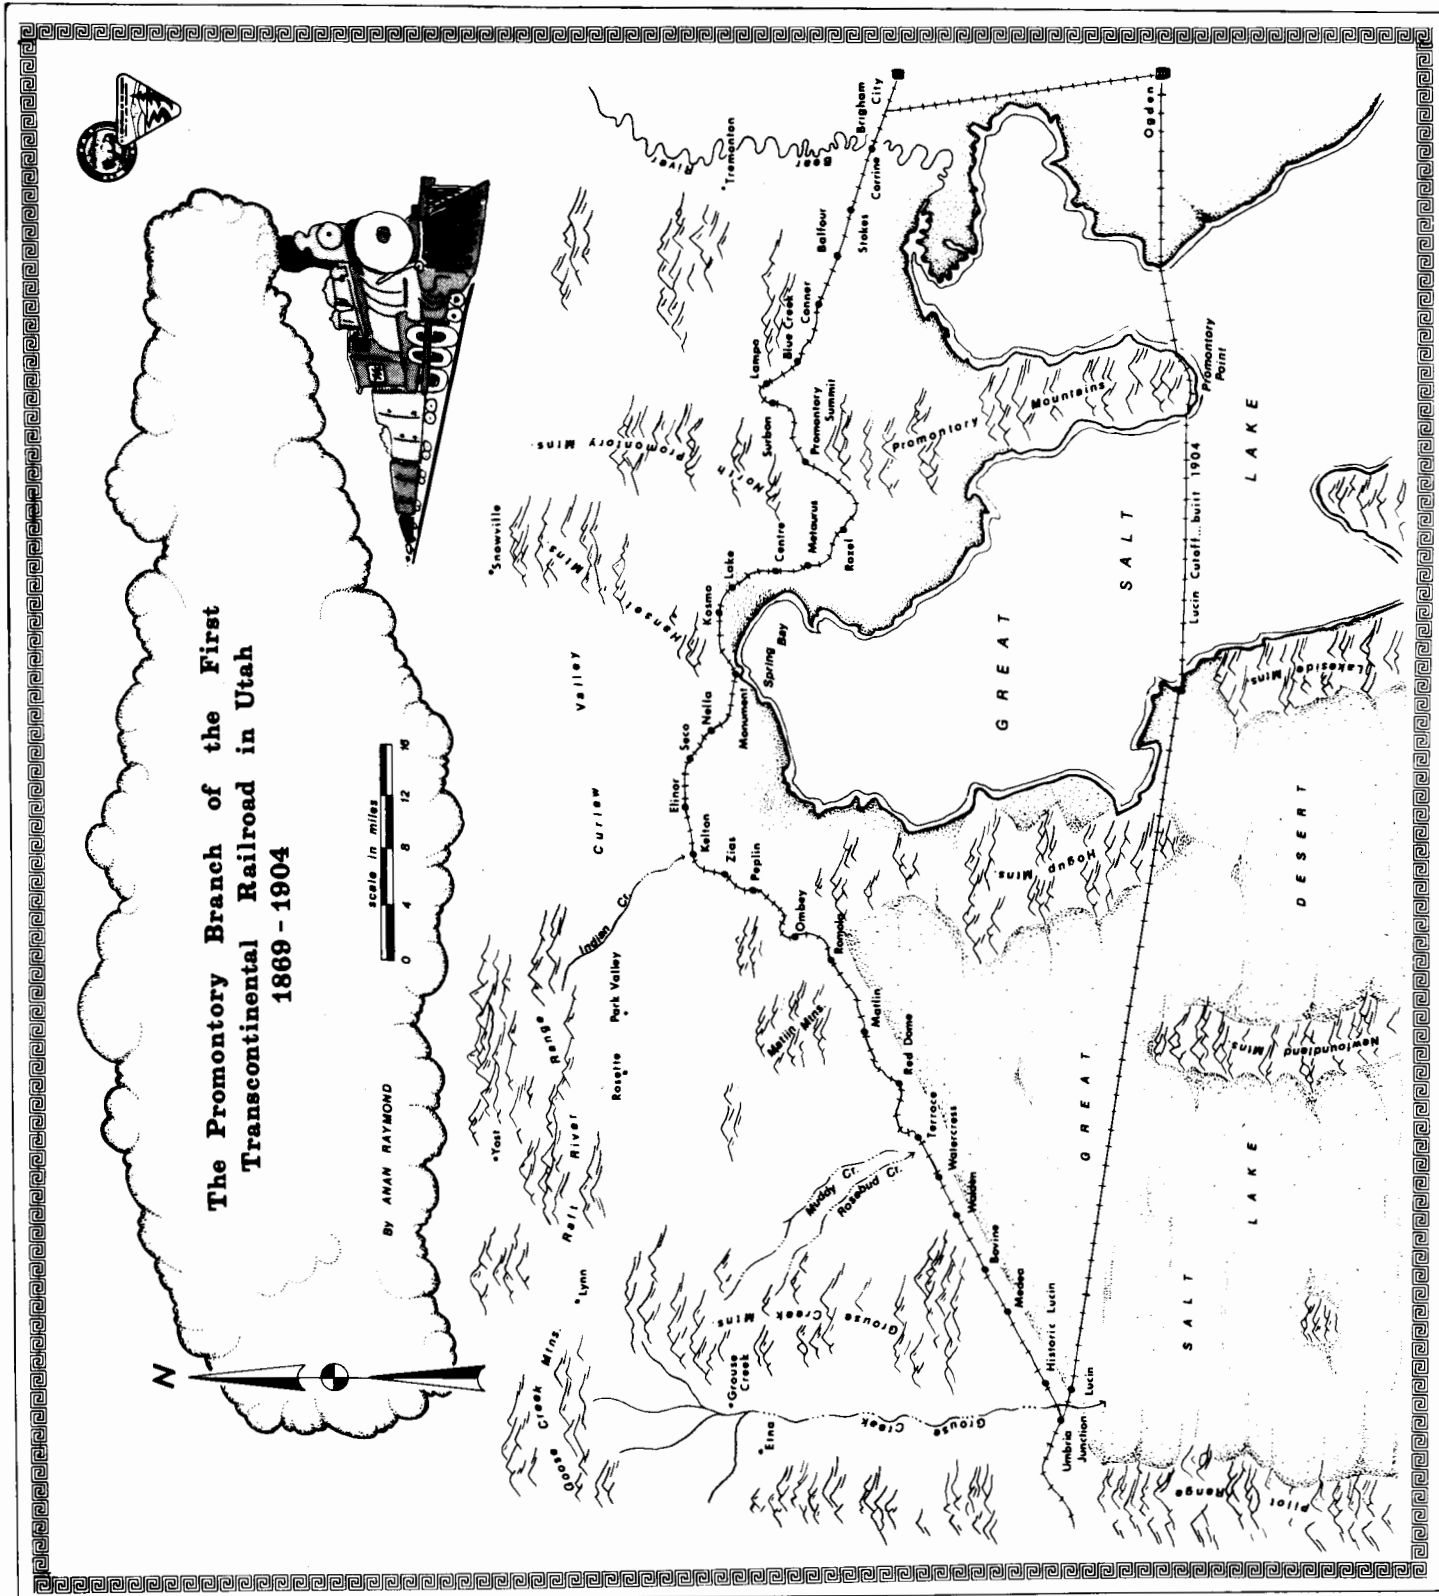 The Promontory Branch of the First
Transcontinental Railroad in Utah
1869-1904
scale in miles
0 4 8 12 16
By ANAN RAYMOND
N
Snowville
Tremonton
River
Bear
Brigham
City
Corrine
Stokes
Balfour
Conner
Blue Creek
Lampo
Surbon
Promontory
Summit
North
Promontory
Mtns.
Rozel
Metaurus
Centre
Lake
Kosmo
Hansel
Mtns
Monument
Spring Bay
Nella
Seco
Elinor
Kelton
Zias
Peplin
Ombey
Romola
Matlin
Matlin Mtns.
Red Dome
Terrace
Watercress
Walden
Bovine
Medea
Historic Lucin
Lucin
Umbria
Junction
Curlew
Valley
Indian Cr.
Park Valley
Rosette
Yost
Raft River Range
Lynn
Goose Creek Mtns.
Grouse
Creek
Etna
Grouse
Creek
Grouse Creek Mtns
Muddy Cr.
Rosebud Cr.
Ogden
Promontory
Mountains
Promontory
Point
Lucin Cutoff...built 1904
GREAT
SALT
LAKE
Lakeside
Mtns.
Hogup
Mtns.
Newfoundland
Mtns.
GREAT
SALT
LAKE
DESERT
Pilot
Range